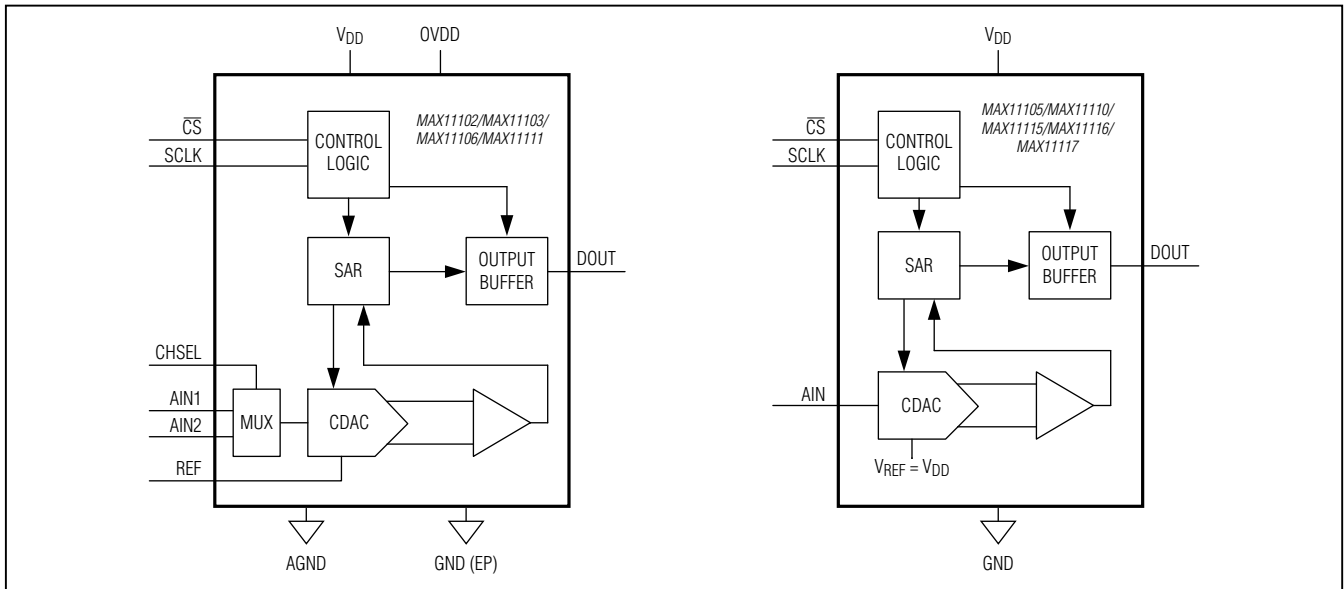 VDD
OVDD
MAX11102/MAX11103/
MAX11106/MAX11111
CS
SCLK
CONTROL
LOGIC
SAR
OUTPUT
BUFFER
DOUT
CHSEL
AIN1
AIN2
MUX
CDAC
REF
AGND
GND (EP)
VDD
MAX11105/MAX11110/
MAX11115/MAX11116/
MAX11117
CS
SCLK
CONTROL
LOGIC
SAR
OUTPUT
BUFFER
DOUT
AIN
CDAC
VREF = VDD
GND